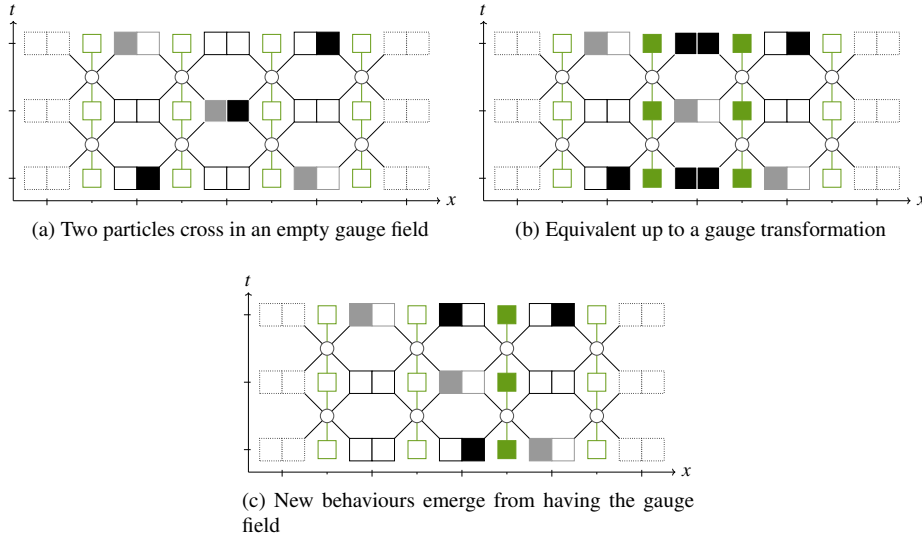 t
t
x
x
(a) Two particles cross in an empty gauge field
(b) Equivalent up to a gauge transformation
t
x
(c) New behaviours emerge from having the gauge
field